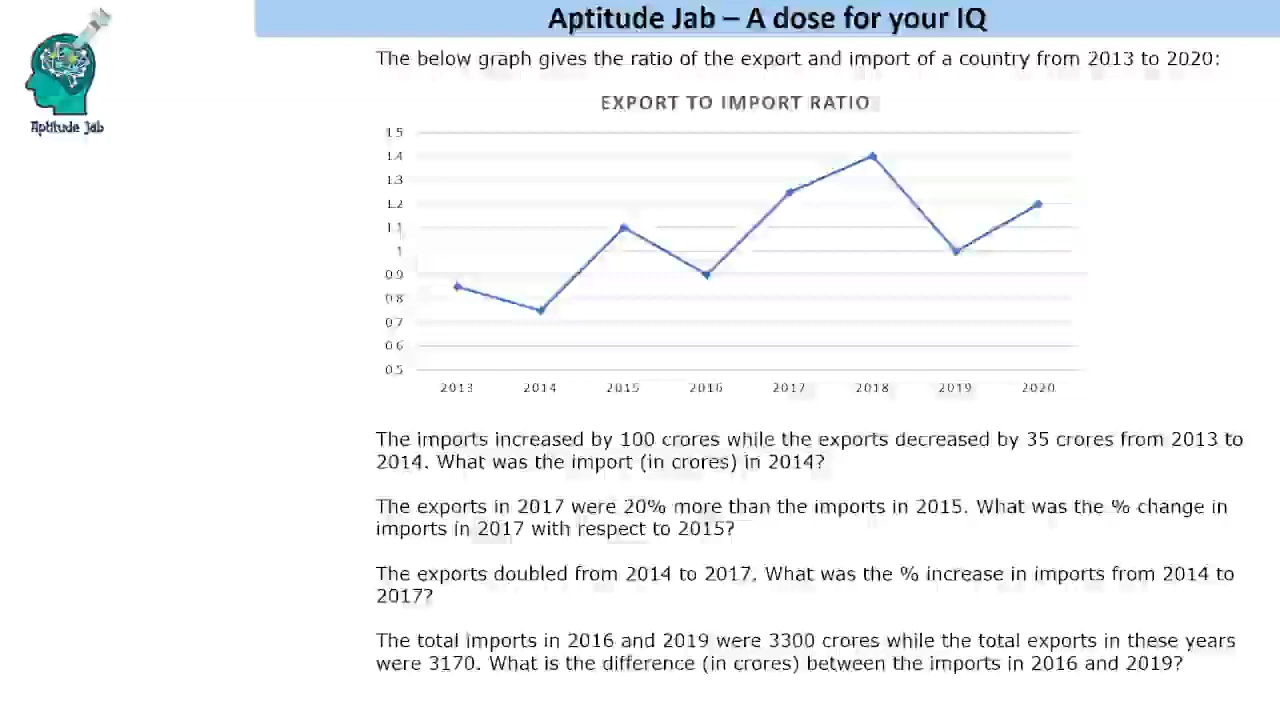 Aptitude Jab – A dose for your IQ
Aptitude Jab
The below graph gives the ratio of the export and import of a country from 2013 to 2020:
EXPORT TO IMPORT RATIO
1.5
1.4
1.3
1.2
1.1
1
0.9
0.8
0.7
0.6
0.5
2013 2014 2015 2016 2017 2018 2019 2020
The imports increased by 100 crores while the exports decreased by 35 crores from 2013 to
2014. What was the import (in crores) in 2014?
The exports in 2017 were 20% more than the imports in 2015. What was the % change in
imports in 2017 with respect to 2015?
The exports doubled from 2014 to 2017. What was the % increase in imports from 2014 to
2017?
The total imports in 2016 and 2019 were 3300 crores while the total exports in these years
were 3170. What is the difference (in crores) between the imports in 2016 and 2019?